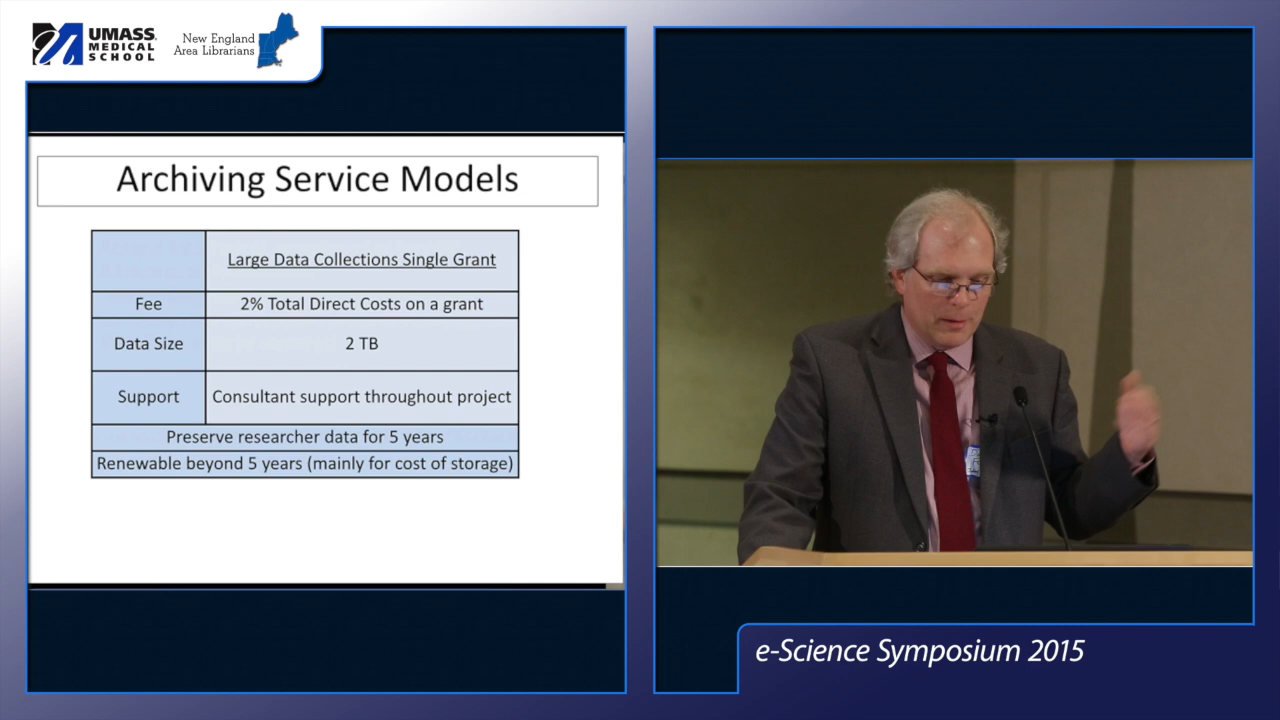 UMASS
MEDICAL
SCHOOL
New England
Area Librarians
Archiving Service Models
Large Data Collections Single Grant
Fee
2% Total Direct Costs on a grant
Data Size
2 TB
Support
Consultant support throughout project
Preserve researcher data for 5 years
Renewable beyond 5 years (mainly for cost of storage)
e-Science Symposium 2015